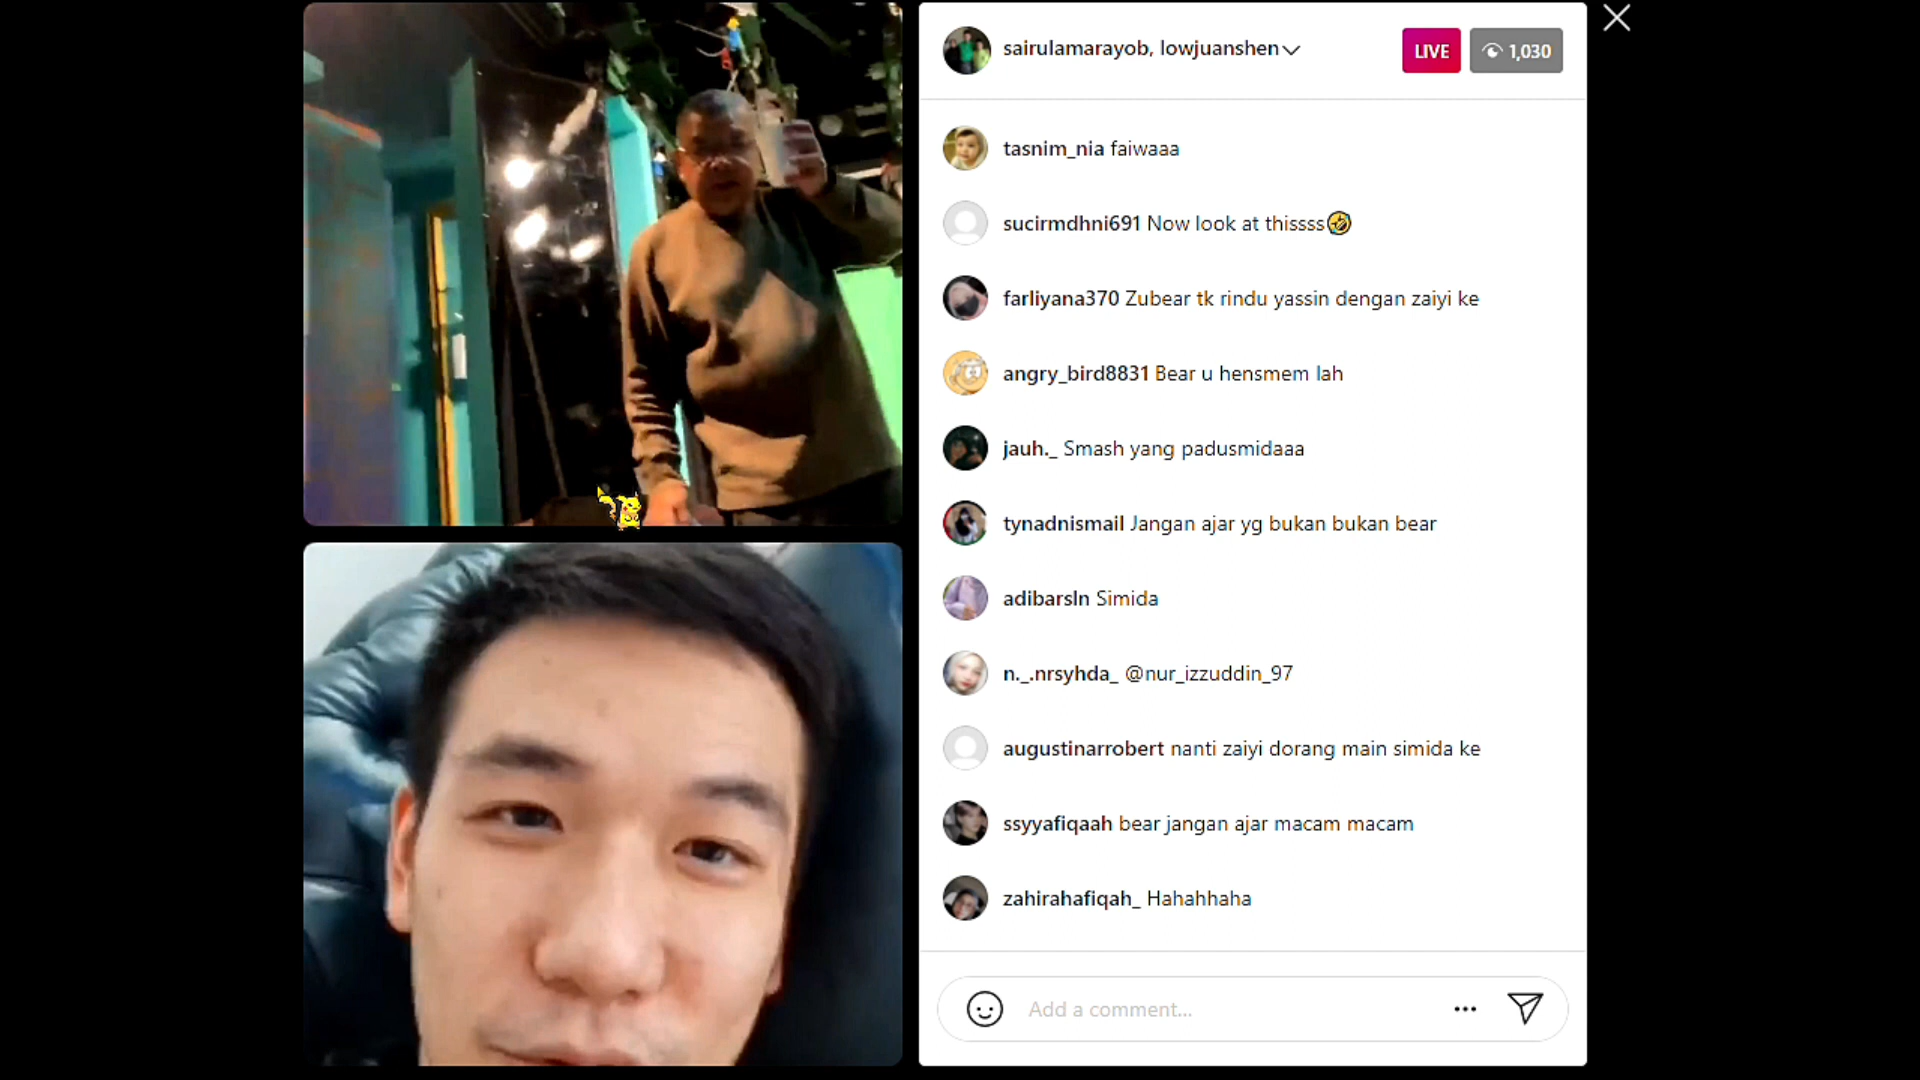 sairulamarayob, lowjuanshen
LIVE
1,030
tasnim_nia faiwaaa
sucirmdhni691 Now look at thissss🤣
farliyana370 Zubear tk rindu yassin dengan zaiyi ke
angry_bird8831 Bear u hensmem lah
jauh._ Smash yang padusmidaaa
tynadnismail Jangan ajar yg bukan bukan bear
adibarsln Simida
n._.nrsyhda_ @nur_izzuddin_97
augustinarrobert nanti zaiyi dorang main simida ke
ssyyafiqaah bear jangan ajar macam macam
zahirahafiqah_ Hahahhaha
Add a comment...